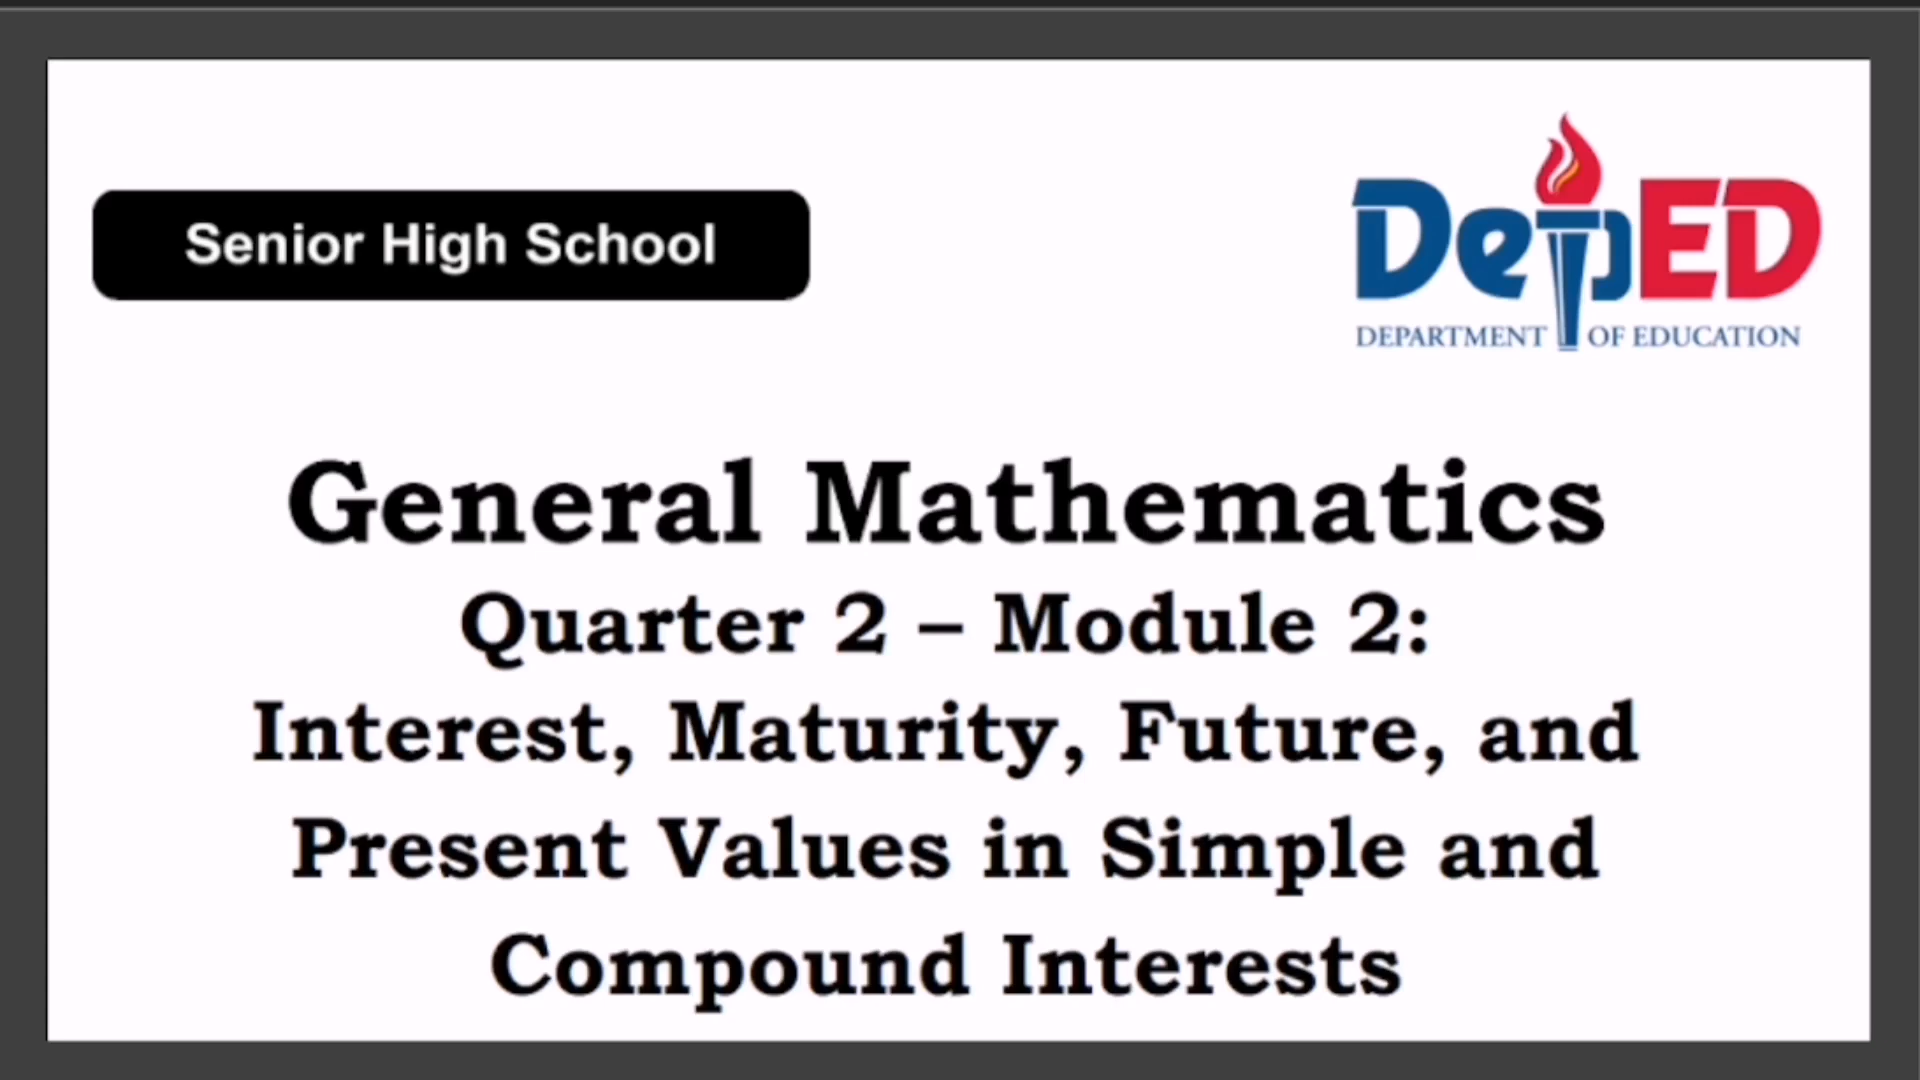 Senior High School
DepED
DEPARTMENT OF EDUCATION
General Mathematics
Quarter 2 – Module 2:
Interest, Maturity, Future, and
Present Values in Simple and
Compound Interests